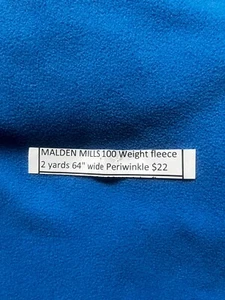 MALDEN MILLS 100 Weight fleece
2 yards 64" wide Periwinkle $22